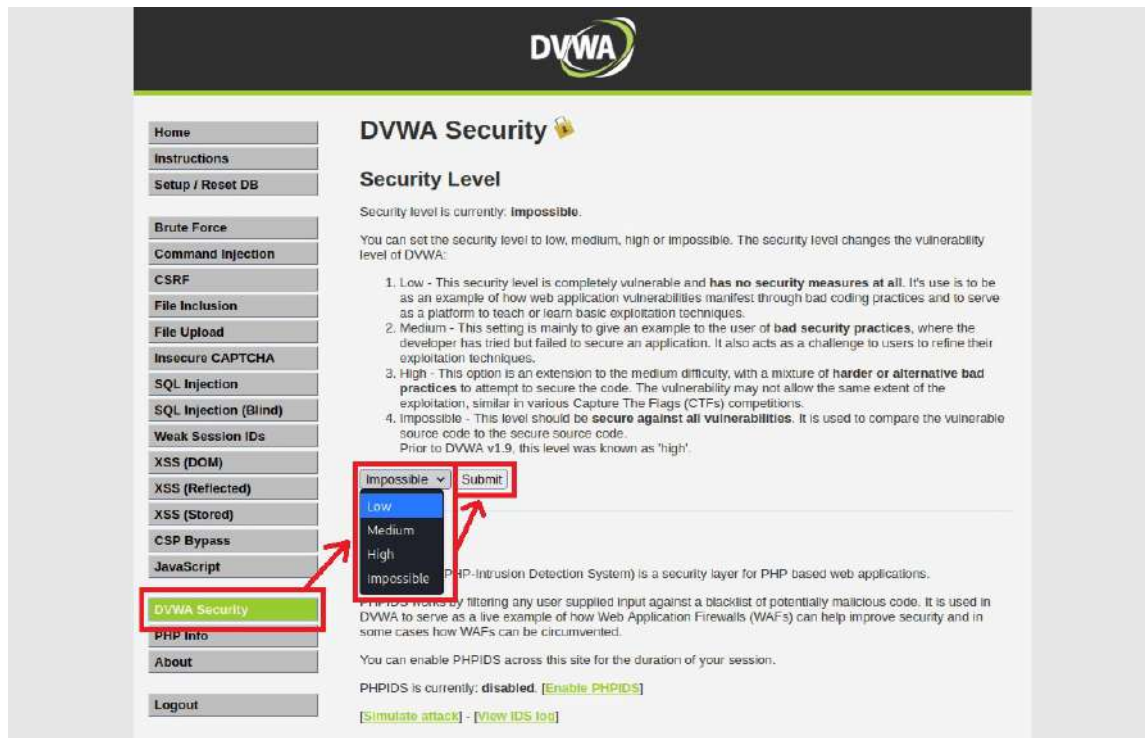 DVWA
Home
Instructions
Setup / Reset DB
Brute Force
Command Injection
CSRF
File Inclusion
File Upload
Insecure CAPTCHA
SQL Injection
SQL Injection (Blind)
Weak Session IDs
XSS (DOM)
XSS (Reflected)
XSS (Stored)
CSP Bypass
JavaScript
DVWA Security
PHP Info
About
Logout
DVWA Security
Security Level
Security level is currently: impossible.
You can set the security level to low, medium, high or impossible. The security level changes the vulnerability
level of DVWA:
1. Low - This security level is completely vulnerable and has no security measures at all. It's use is to be
as an example of how web application vulnerabilities manifest through bad coding practices and to serve
as a platform to teach or learn basic exploitation techniques.
2. Medium - This setting is mainly to give an example to the user of bad security practices, where the
developer has tried but failed to secure an application. It also acts as a challenge to users to refine their
exploitation techniques.
3. High - This option is an extension to the medium difficulty, with a mixture of harder or alternative bad
practices to attempt to secure the code. The vulnerability may not allow the same extent of the
exploitation, similar in various Capture The Flags (CTFs) competitions.
4. Impossible - This level should be secure against all vulnerabilities. It is used to compare the vulnerable
source code to the secure source code.
Prior to DVWA v1.9, this level was known as 'high'.
Impossible Submit
Low
Medium
High
Impossible
PHP-Intrusion Detection System) is a security layer for PHP based web applications.
PHPIDS works by filtering any user supplied input against a blacklist of potentially malicious code. It is used in
DVWA to serve as a live example of how Web Application Firewalls (WAFs) can help improve security and in
some cases how WAFs can be circumvented.
You can enable PHPIDS across this site for the duration of your session.
PHPIDS is currently: disabled. [Enable PHPIDS]
[Simulate attack] - [View IDS log]